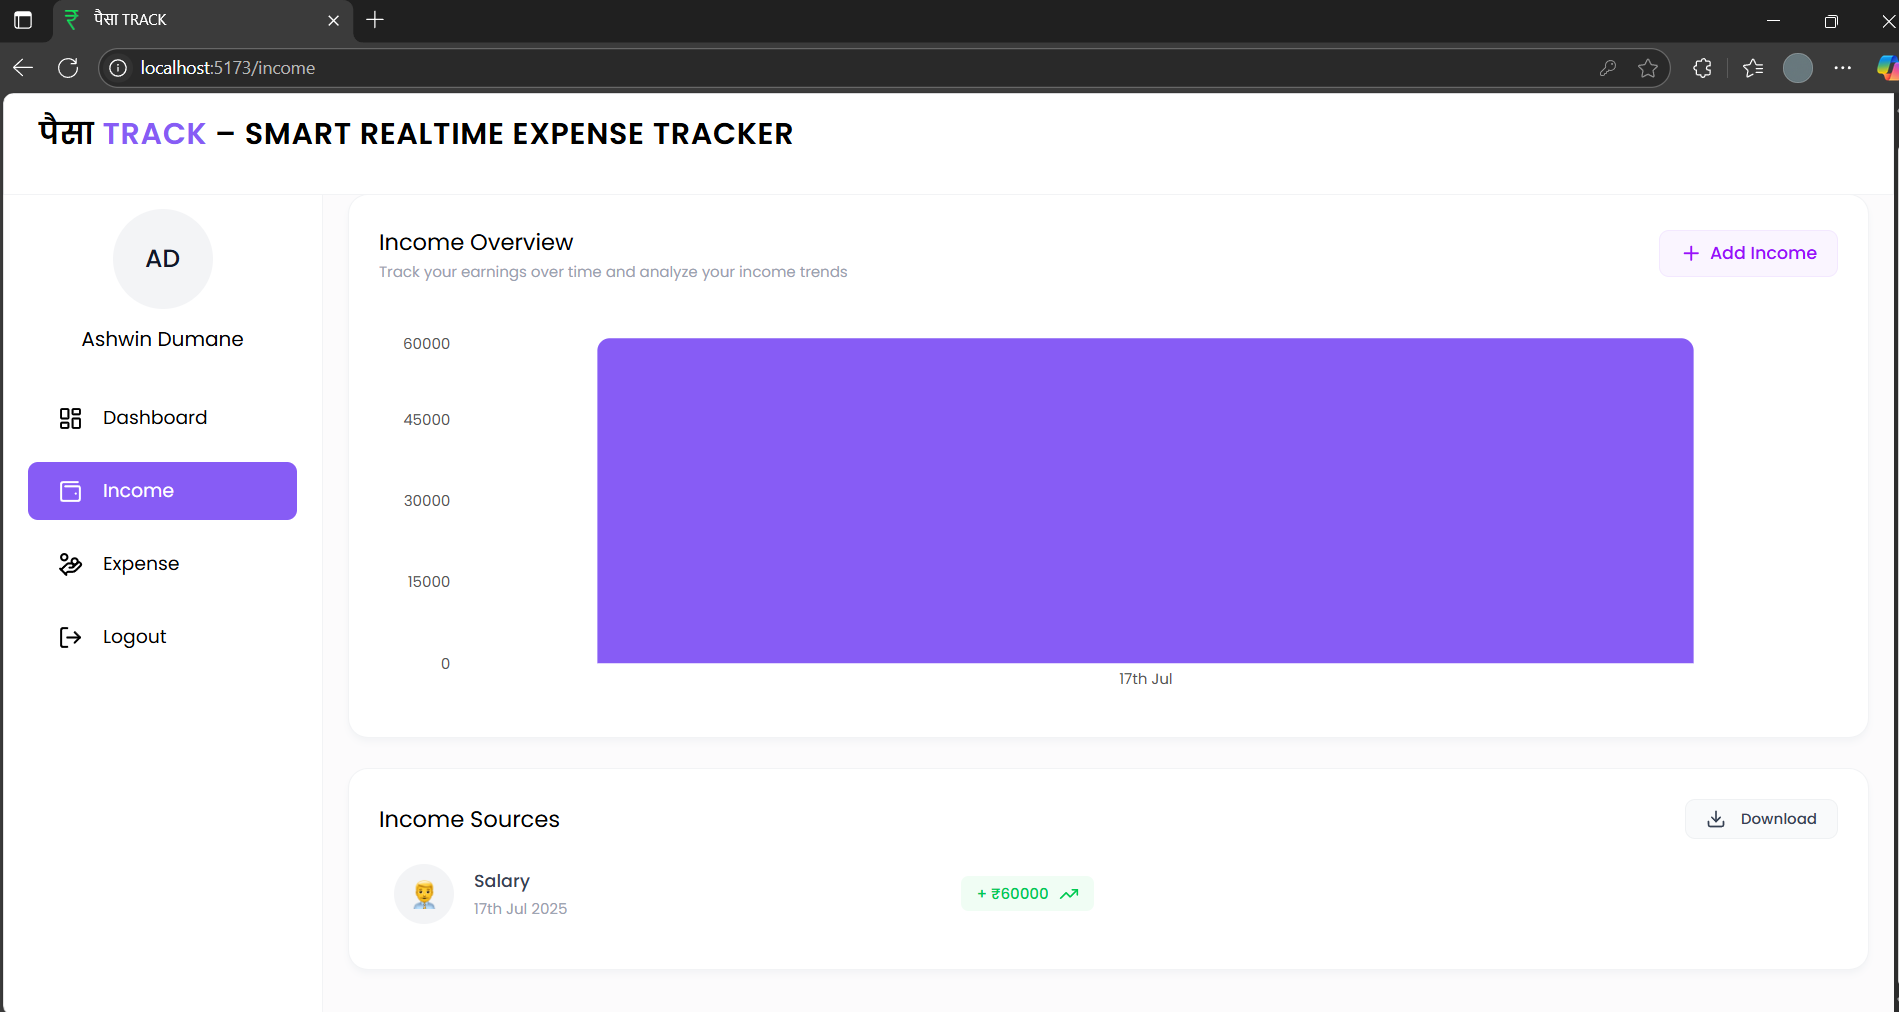 पैसा TRACK
localhost:5173/income
पैसा TRACK – SMART REALTIME EXPENSE TRACKER
AD
Ashwin Dumane
Dashboard
Income
Expense
Logout
Income Overview
Track your earnings over time and analyze your income trends
Add Income
60000
45000
30000
15000
0
17th Jul
Income Sources
Download
Salary
17th Jul 2025
+ ₹60000